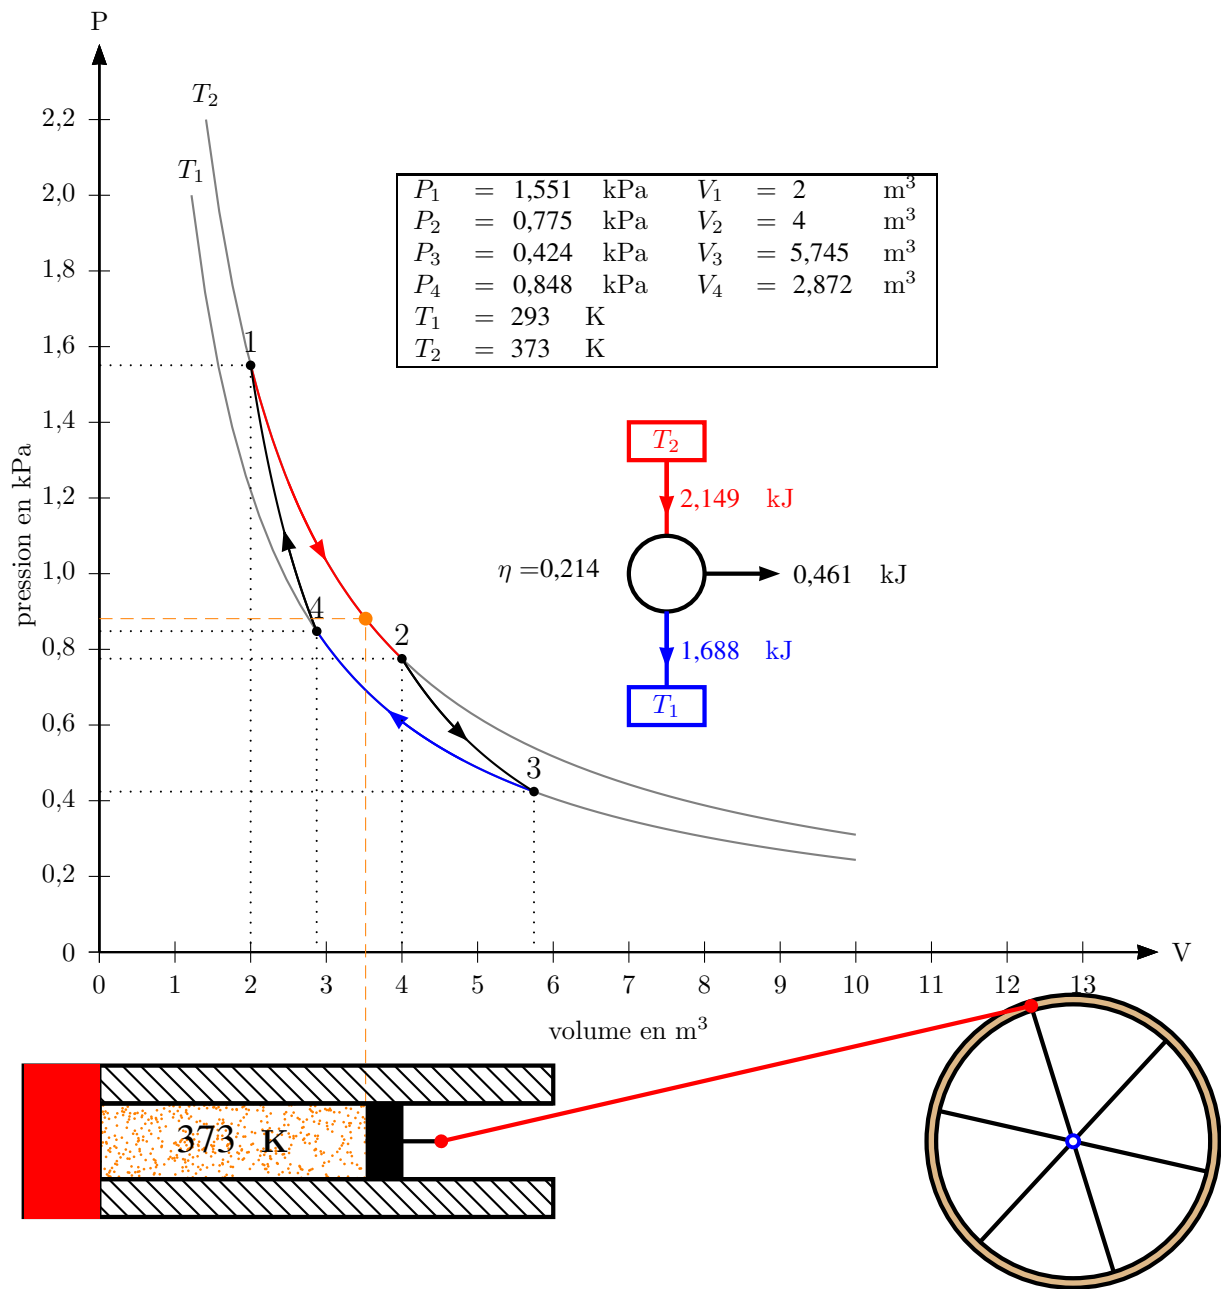 P
T₂
T₁
2,2
2,0
1,8
1,6
1,4
1,2
1,0
0,8
0,6
0,4
0,2
0
pression en kPa
P₁ = 1,551 kPa V₁ = 2 m³
P₂ = 0,775 kPa V₂ = 4 m³
P₃ = 0,424 kPa V₃ = 5,745 m³
P₄ = 0,848 kPa V₄ = 2,872 m³
T₁ = 293 K
T₂ = 373 K
1
4
2
3
T₂
2,149 kJ
η =0,214
0,461 kJ
1,688 kJ
T₁
V
0 1 2 3 4 5 6 7 8 9 10 11 12 13
volume en m³
373 K